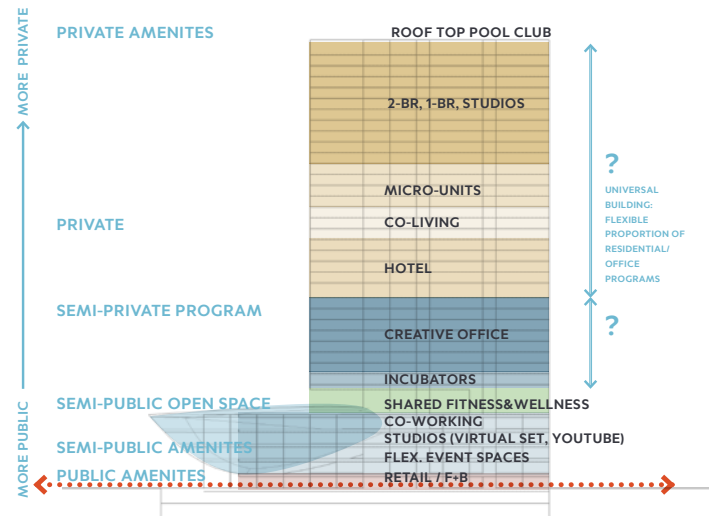 MORE PRIVATE
PRIVATE AMENITES
ROOF TOP POOL CLUB
2-BR, 1-BR, STUDIOS
MICRO-UNITS
PRIVATE
CO-LIVING
HOTEL
?
UNIVERSAL
BUILDING:
FLEXIBLE
PROPORTION OF
RESIDENTIAL/
OFFICE
PROGRAMS
SEMI-PRIVATE PROGRAM
CREATIVE OFFICE
?
INCUBATORS
SEMI-PUBLIC OPEN SPACE
SHARED FITNESS&WELLNESS
CO-WORKING
STUDIOS (VIRTUAL SET, YOUTUBE)
SEMI-PUBLIC AMENITES
FLEX. EVENT SPACES
PUBLIC AMENITES
RETAIL / F+B
MORE PUBLIC